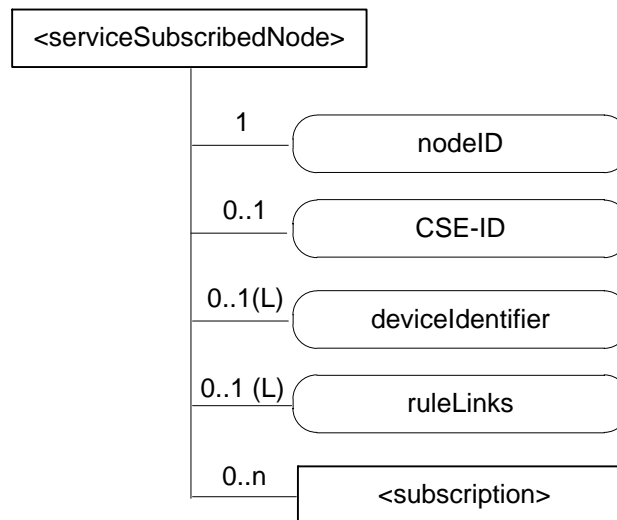 <serviceSubscribedNode>
1
nodeID
0..1
CSE-ID
0..1(L)
deviceIdentifier
0..1 (L)
ruleLinks
0..n
<subscription>